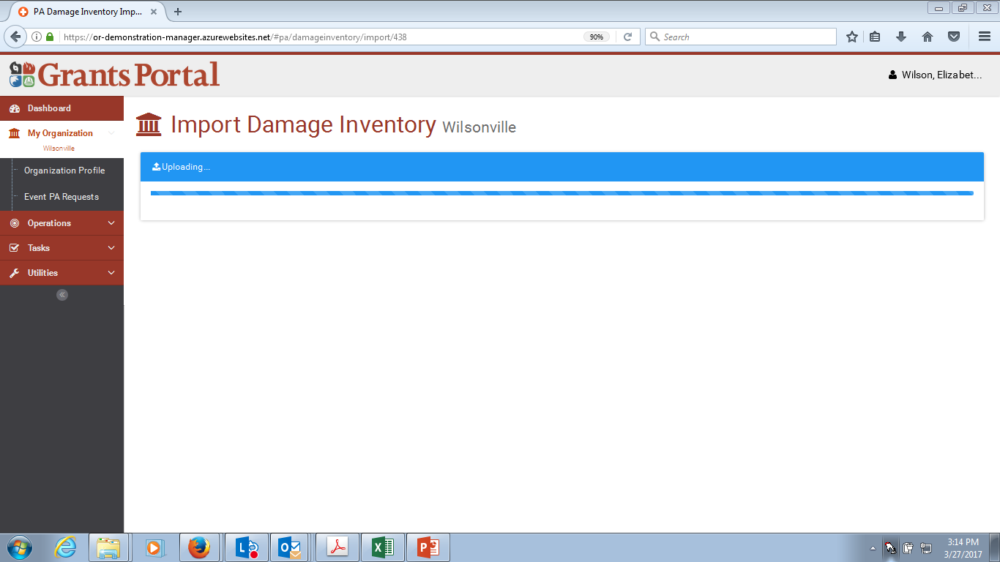 PA Damage Inventory Imp...
https://or-demonstration-manager.azurewebsites.net/#pa/damageinventory/import/438
90%
Search
Grants Portal
Wilson, Elizabet...
Dashboard
My Organization
Wilsonville
Organization Profile
Event PA Requests
Operations
Tasks
Utilities
Import Damage Inventory Wilsonville
Uploading...
3:14 PM
3/27/2017